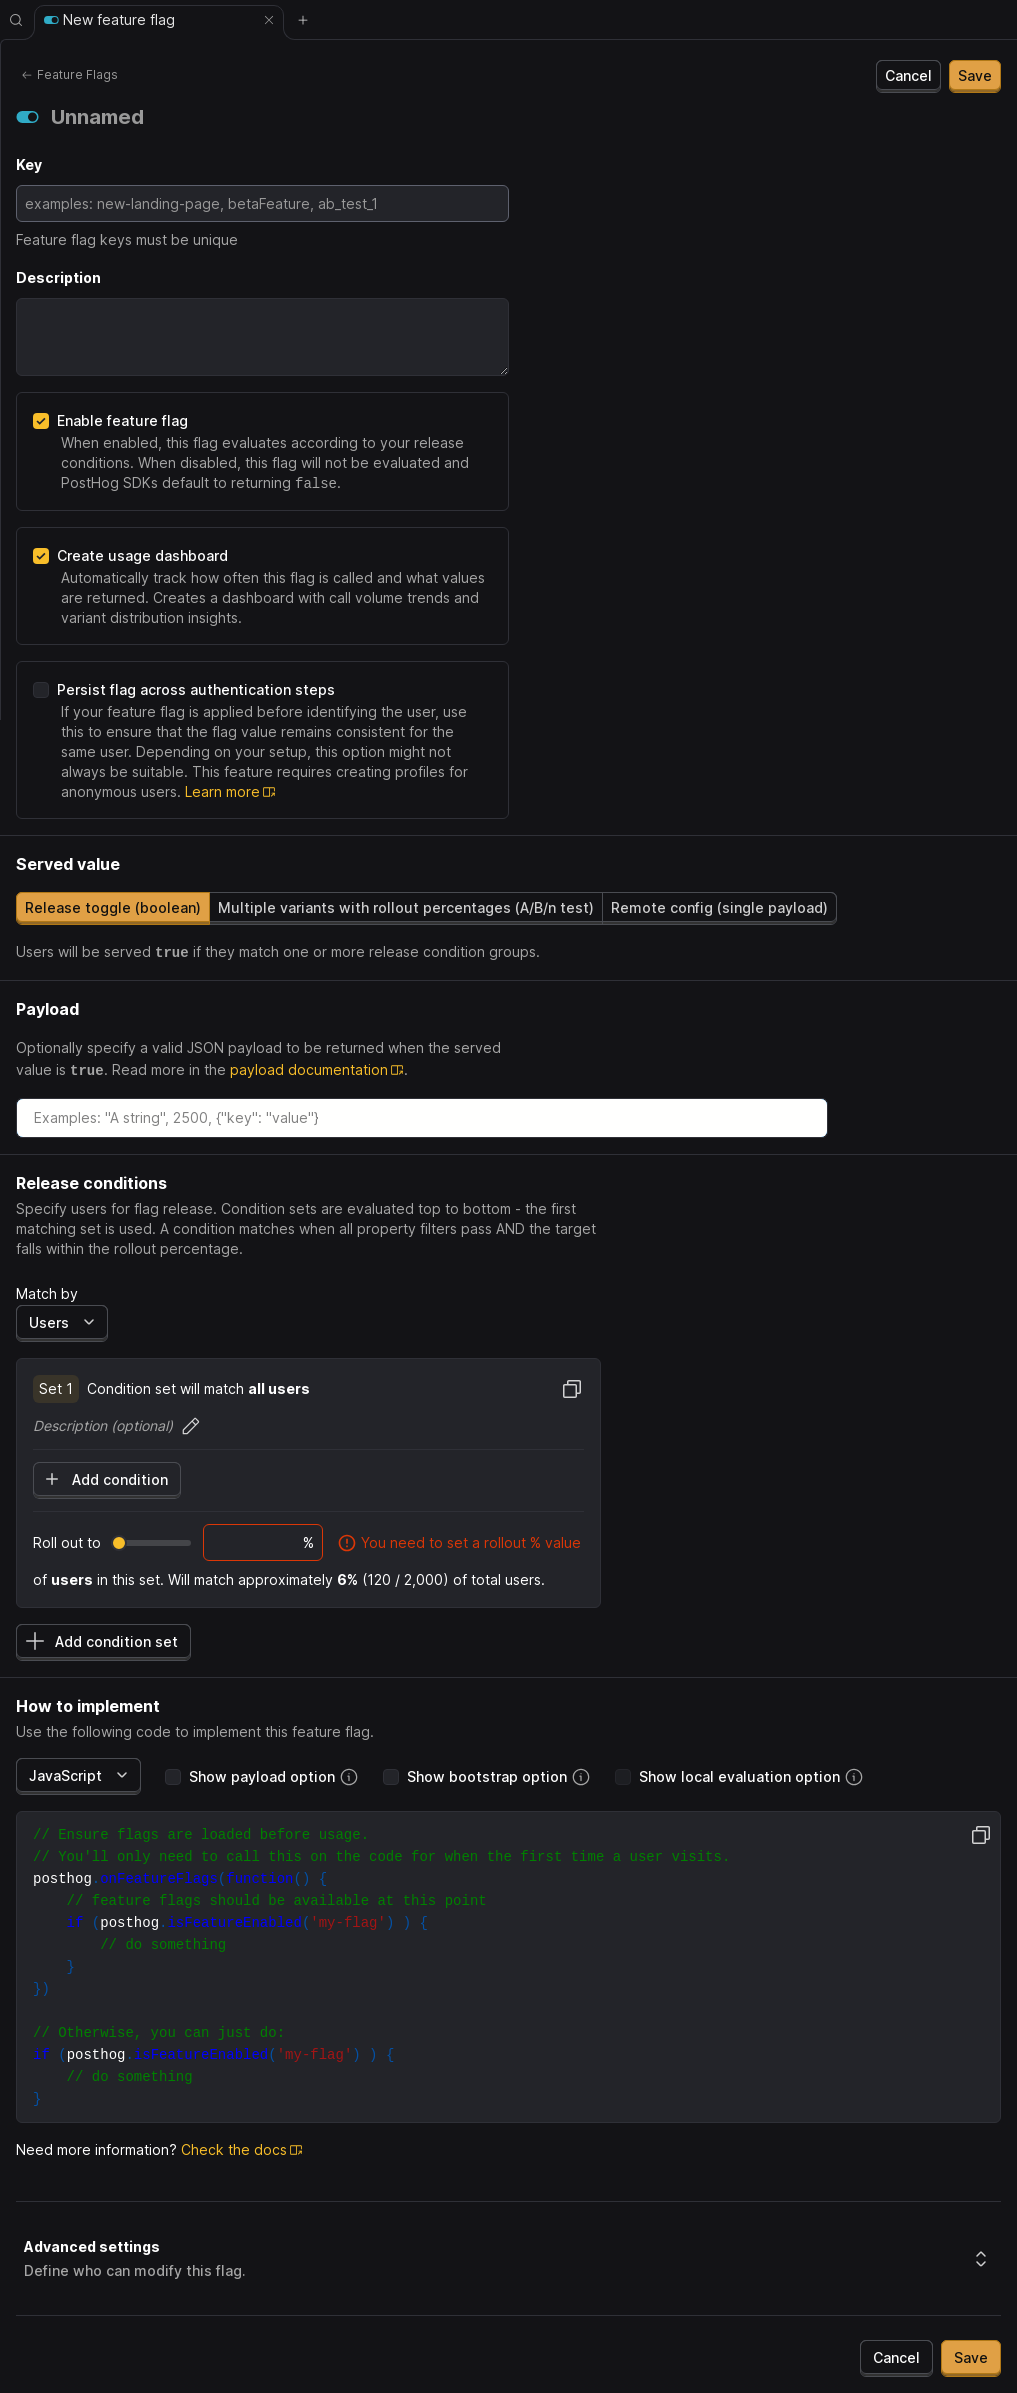 New feature flag
Feature Flags
Cancel
Save
Unnamed
Key
examples: new-landing-page, betaFeature, ab_test_1
Feature flag keys must be unique
Description
Enable feature flag
When enabled, this flag evaluates according to your release
conditions. When disabled, this flag will not be evaluated and
PostHog SDKs default to returning false.
Create usage dashboard
Automatically track how often this flag is called and what values
are returned. Creates a dashboard with call volume trends and
variant distribution insights.
Persist flag across authentication steps
If your feature flag is applied before identifying the user, use
this to ensure that the flag value remains consistent for the
same user. Depending on your setup, this option might not
always be suitable. This feature requires creating profiles for
anonymous users. Learn more
Served value
Release toggle (boolean)
Multiple variants with rollout percentages (A/B/n test)
Remote config (single payload)
Users will be served true if they match one or more release condition groups.
Payload
Optionally specify a valid JSON payload to be returned when the served
value is true. Read more in the payload documentation.
Examples: "A string", 2500, {"key": "value"}
Release conditions
Specify users for flag release. Condition sets are evaluated top to bottom - the first
matching set is used. A condition matches when all property filters pass AND the target
falls within the rollout percentage.
Match by
Users
Set 1 Condition set will match all users
Description (optional)
Add condition
Roll out to % You need to set a rollout % value
of users in this set. Will match approximately 6% (120 / 2,000) of total users.
Add condition set
How to implement
Use the following code to implement this feature flag.
JavaScript
Show payload option
Show bootstrap option
Show local evaluation option
// Ensure flags are loaded before usage.
// You'll only need to call this on the code for when the first time a user visits.
posthog.onFeatureFlags(function() {
// feature flags should be available at this point
if (posthog.isFeatureEnabled('my-flag') ) {
// do something
}
})
// Otherwise, you can just do:
if (posthog.isFeatureEnabled('my-flag') ) {
// do something
}
Need more information? Check the docs
Advanced settings
Define who can modify this flag.
Cancel
Save